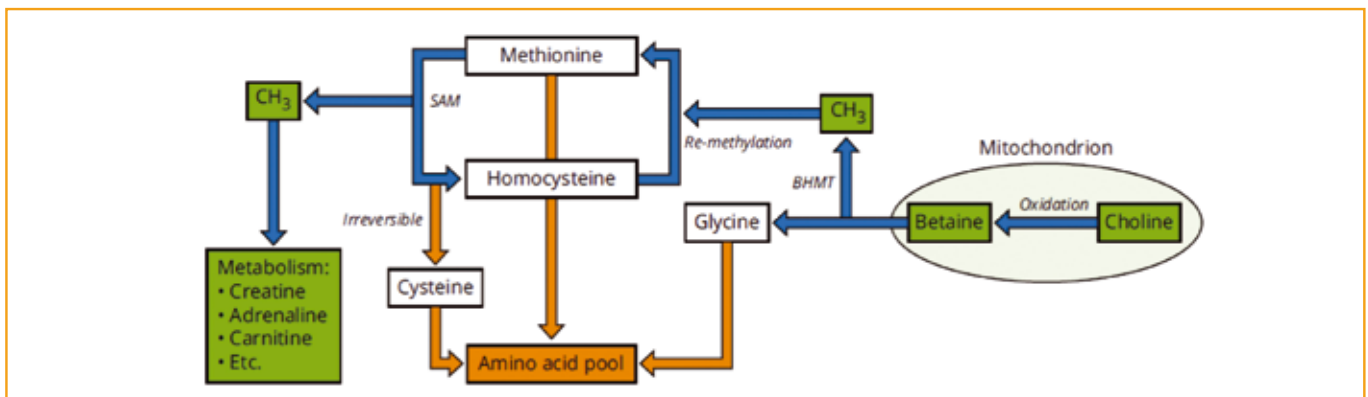 Methionine
CH3
SAM
CH3
Re-methylation
Mitochondrion
Homocysteine
BHMT
Irreversible
Glycine
Betaine
Oxidation
Choline
Metabolism:
• Creatine
• Adrenaline
• Carnitine
• Etc.
Cysteine
Amino acid pool